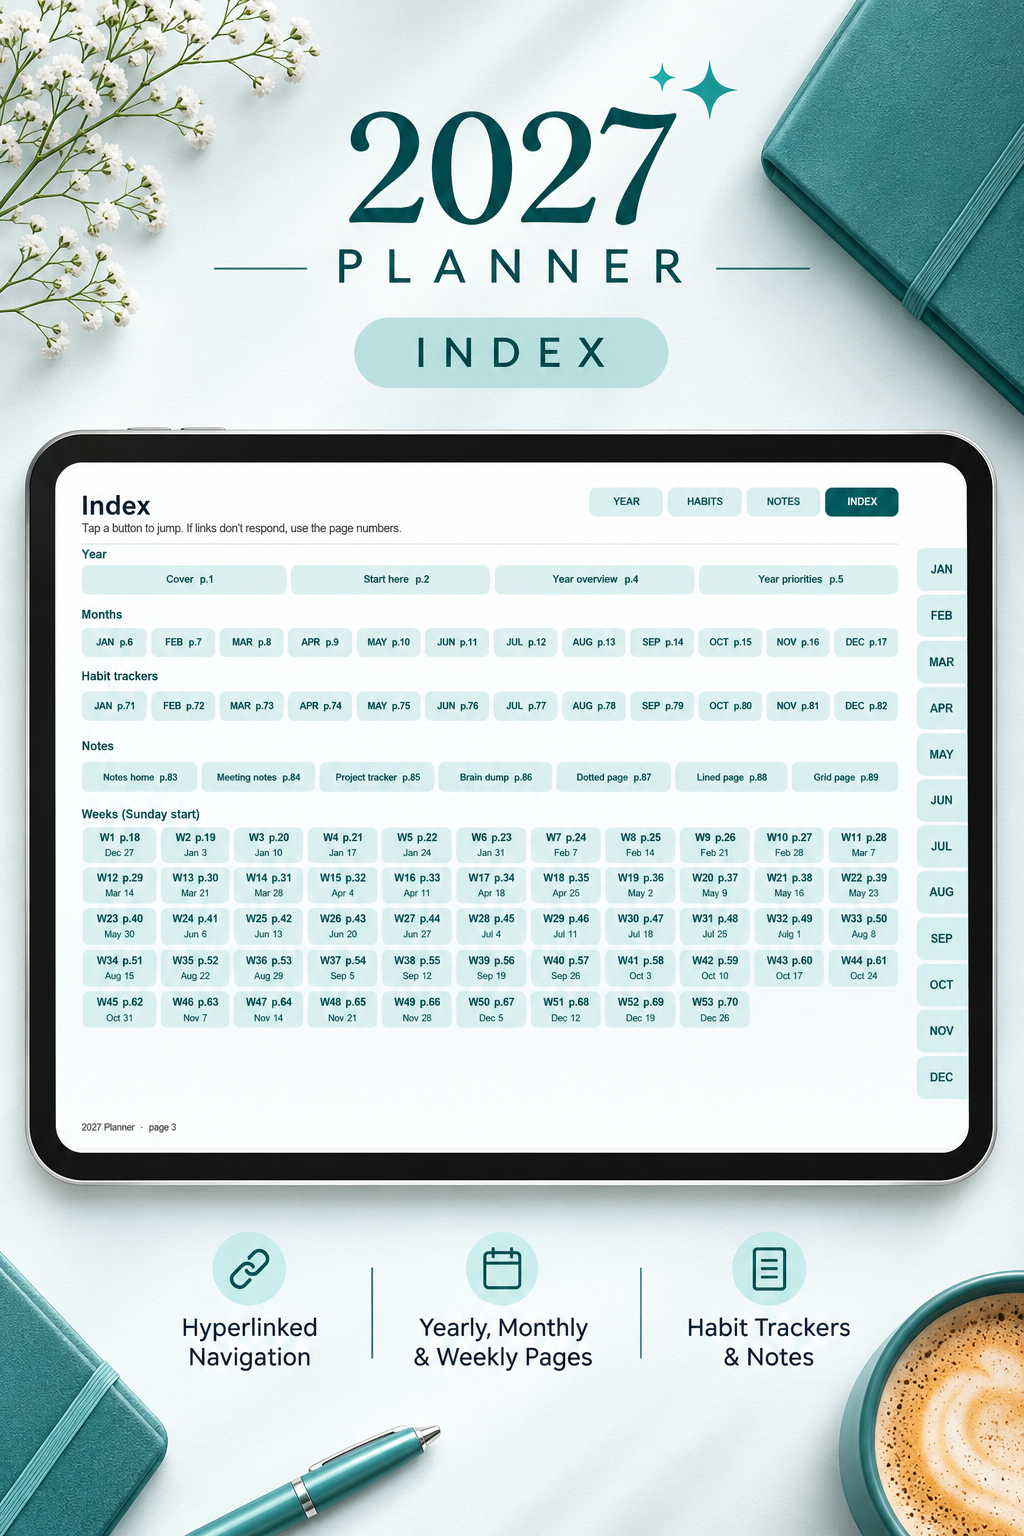 2027
PLANNER
INDEX
Index
Tap a button to jump. If links don't respond, use the page numbers.
YEAR HABITS NOTES INDEX
Year
Cover p.1 Start here p.2 Year overview p.4 Year priorities p.5
Months
JAN p.6 FEB p.7 MAR p.8 APR p.9 MAY p.10 JUN p.11 JUL p.12 AUG p.13 SEP p.14 OCT p.15 NOV p.16 DEC p.17
Habit trackers
JAN p.71 FEB p.72 MAR p.73 APR p.74 MAY p.75 JUN p.76 JUL p.77 AUG p.78 SEP p.79 OCT p.80 NOV p.81 DEC p.82
Notes
Notes home p.83 Meeting notes p.84 Project tracker p.85 Brain dump p.86 Dotted page p.87 Lined page p.88 Grid page p.89
Weeks (Sunday start)
W1 p.18 W2 p.19 W3 p.20 W4 p.21 W5 p.22 W6 p.23 W7 p.24 W8 p.25 W9 p.26 W10 p.27 W11 p.28
Dec 27 Jan 3 Jan 10 Jan 17 Jan 24 Jan 31 Feb 7 Feb 14 Feb 21 Feb 28 Mar 7
W12 p.29 W13 p.30 W14 p.31 W15 p.32 W16 p.33 W17 p.34 W18 p.35 W19 p.36 W20 p.37 W21 p.38 W22 p.39
Mar 14 Mar 21 Mar 28 Apr 4 Apr 11 Apr 18 Apr 25 May 2 May 9 May 16 May 23
W23 p.40 W24 p.41 W25 p.42 W26 p.43 W27 p.44 W28 p.45 W29 p.46 W30 p.47 W31 p.48 W32 p.49 W33 p.50
May 30 Jun 6 Jun 13 Jun 20 Jun 27 Jul 4 Jul 11 Jul 18 Jul 25 Julg 1 Aug 8
W34 p.51 W35 p.52 W36 p.53 W37 p.54 W38 p.55 W39 p.56 W40 p.57 W41 p.58 W42 p.59 W43 p.60 W44 p.61
Aug 15 Aug 22 Aug 29 Sep 5 Sep 12 Sep 19 Sep 26 Oct 3 Oct 10 Oct 17 Oct 24
W45 p.62 W46 p.63 W47 p.64 W48 p.65 W49 p.66 W50 p.67 W51 p.68 W52 p.69 W53 p.70
Oct 31 Nov 7 Nov 14 Nov 21 Nov 28 Dec 5 Dec 12 Dec 19 Dec 26
2027 Planner · page 3
JAN
FEB
MAR
APR
MAY
JUN
JUL
AUG
SEP
OCT
NOV
DEC
Hyperlinked
Navigation
Yearly, Monthly
& Weekly Pages
Habit Trackers
& Notes